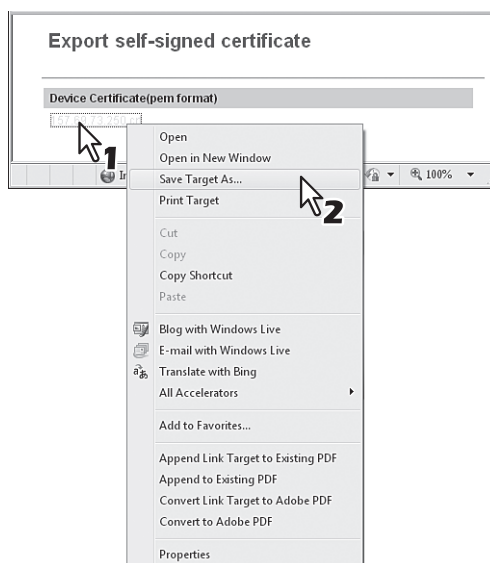 Export self-signed certificate
Device Certificate(pem format)
1
Open
Open in New Window
Save Target As...
100%
Print Target
2
Cut
Copy
Copy Shortcut
Paste
Blog with Windows Live
E-mail with Windows Live
Translate with Bing
All Accelerators
Add to Favorites...
Append Link Target to Existing PDF
Append to Existing PDF
Convert Link Target to Adobe PDF
Convert to Adobe PDF
Properties